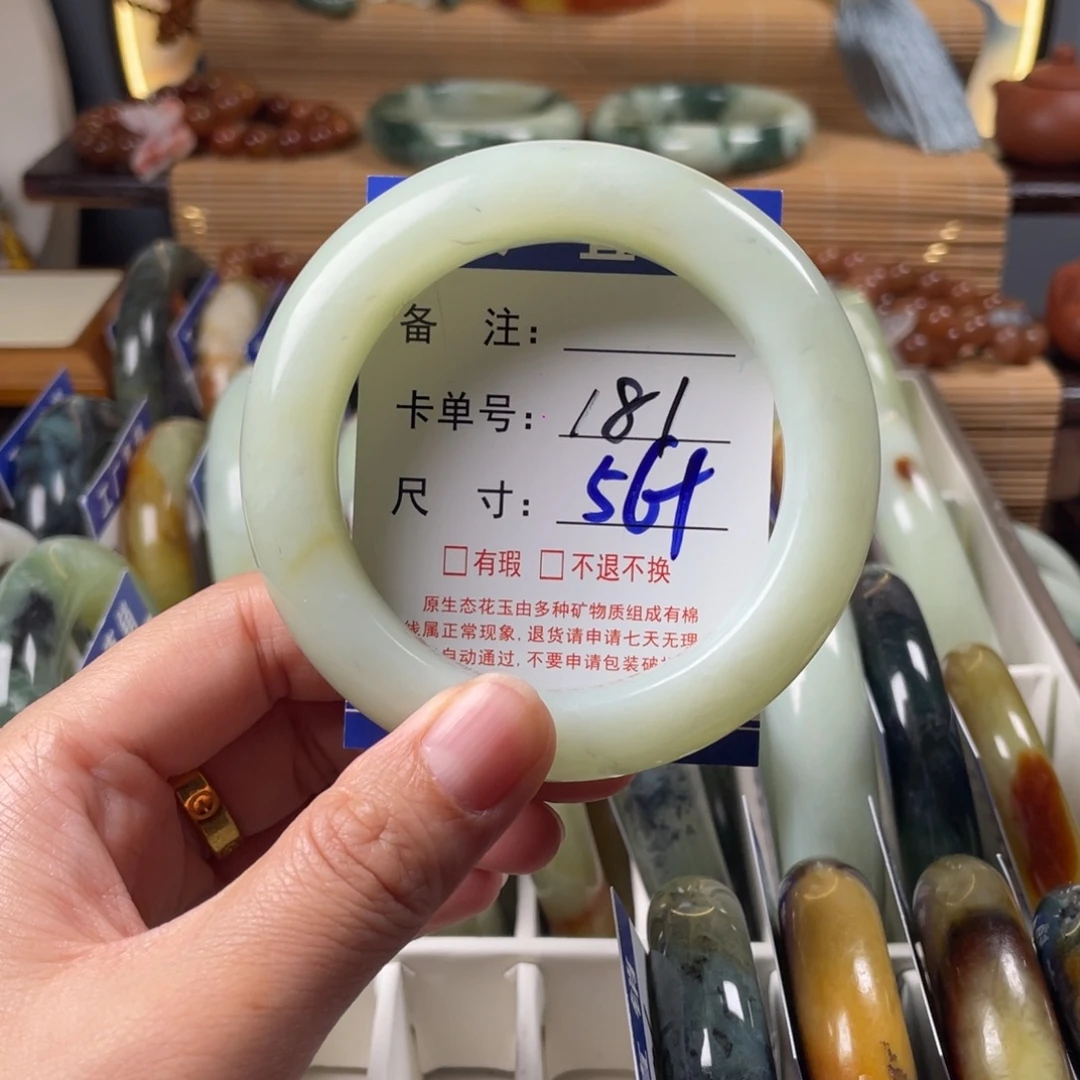 备 注:
卡单号: 181
尺 寸: 56+
□有瑕 □不退不换
原生态花玉由多种矿物质组成有棉
线属正常现象, 退货请申请七天无理
自动通过, 不要申请包装破